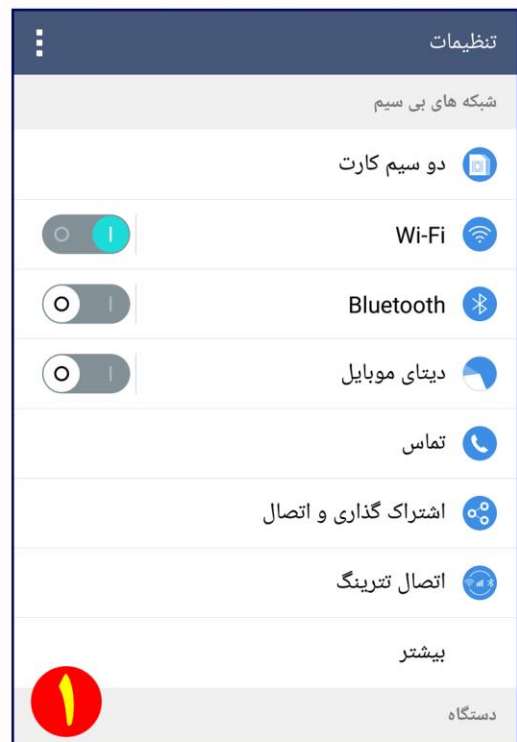 تنظیمات
شبکه های بی سیم
دو سیم کارت
Wi-Fi
Bluetooth
دیتای موبایل
تماس
اشتراک گذاری و اتصال
اتصال تترینگ
بیشتر
دستگاه
۱